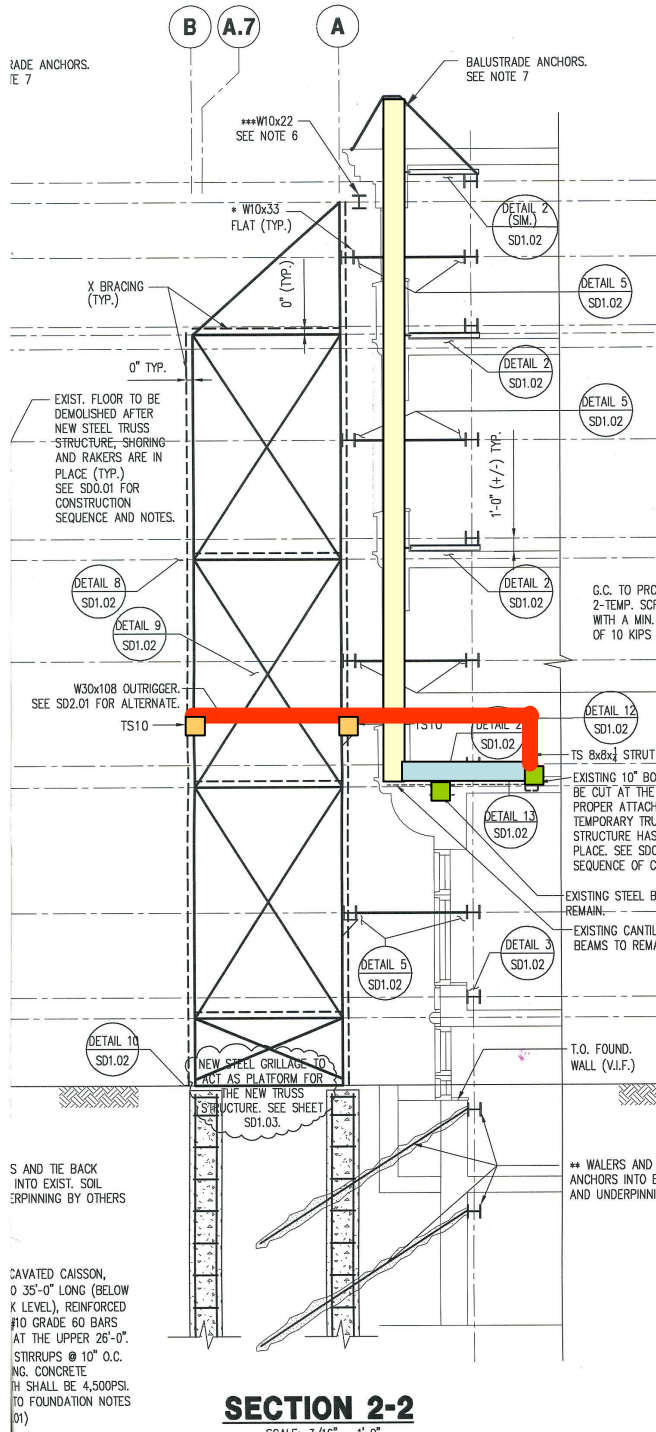 B
A.7
A
RADE ANCHORS.
TE 7
BALUSTRADE ANCHORS.
SEE NOTE 7
***W10x22
SEE NOTE 6
DETAIL 2
(SIM.)
SD1.02
* W10x33
FLAT (TYP.)
X BRACING
(TYP.)
0" (TYP.)
DETAIL 5
SD1.02
DETAIL 2
SD1.02
0" TYP.
EXIST. FLOOR TO BE
DEMOLISHED AFTER
NEW STEEL TRUSS
STRUCTURE, SHORING
AND RAKERS ARE IN
PLACE (TYP.)
SEE SD0.01 FOR
CONSTRUCTION
SEQUENCE AND NOTES.
DETAIL 5
SD1.02
1'-0" (+/-) TYP.
DETAIL 8
SD1.02
DETAIL 2
SD1.02
G.C. TO PRO
2-TEMP. SCR
WITH A MIN.
OF 10 KIPS
DETAIL 9
SD1.02
W30x108 OUTRIGGER.
SEE SD2.01 FOR ALTERNATE.
TS10
TS10
DETAIL 2
SD1.02
DETAIL 12
SD1.02
TS 8x8x¼ STRUT
EXISTING 10" BO
BE CUT AT THE
PROPER ATTACH
TEMPORARY TRU
STRUCTURE HAS
PLACE. SEE SD0
SEQUENCE OF C
DETAIL 13
SD1.02
EXISTING STEEL B
REMAIN.
EXISTING CANTIL
BEAMS TO REMA
DETAIL 5
SD1.02
DETAIL 3
SD1.02
DETAIL 10
SD1.02
NEW STEEL GRILLAGE TO
ACT AS PLATFORM FOR
THE NEW TRUSS
STRUCTURE. SEE SHEET
SD1.03.
T.O. FOUND.
WALL (V.I.F.)
S AND TIE BACK
INTO EXIST. SOIL
ERPINNING BY OTHERS
** WALERS AND
ANCHORS INTO E
AND UNDERPINNI
CAVATED CAISSON,
O 35'-0" LONG (BELOW
K LEVEL), REINFORCED
#10 GRADE 60 BARS
AT THE UPPER 26'-0".
STIRRUPS @ 10" O.C.
NG. CONCRETE
TH SHALL BE 4,500PSI.
TO FOUNDATION NOTES
.01)
SECTION 2-2